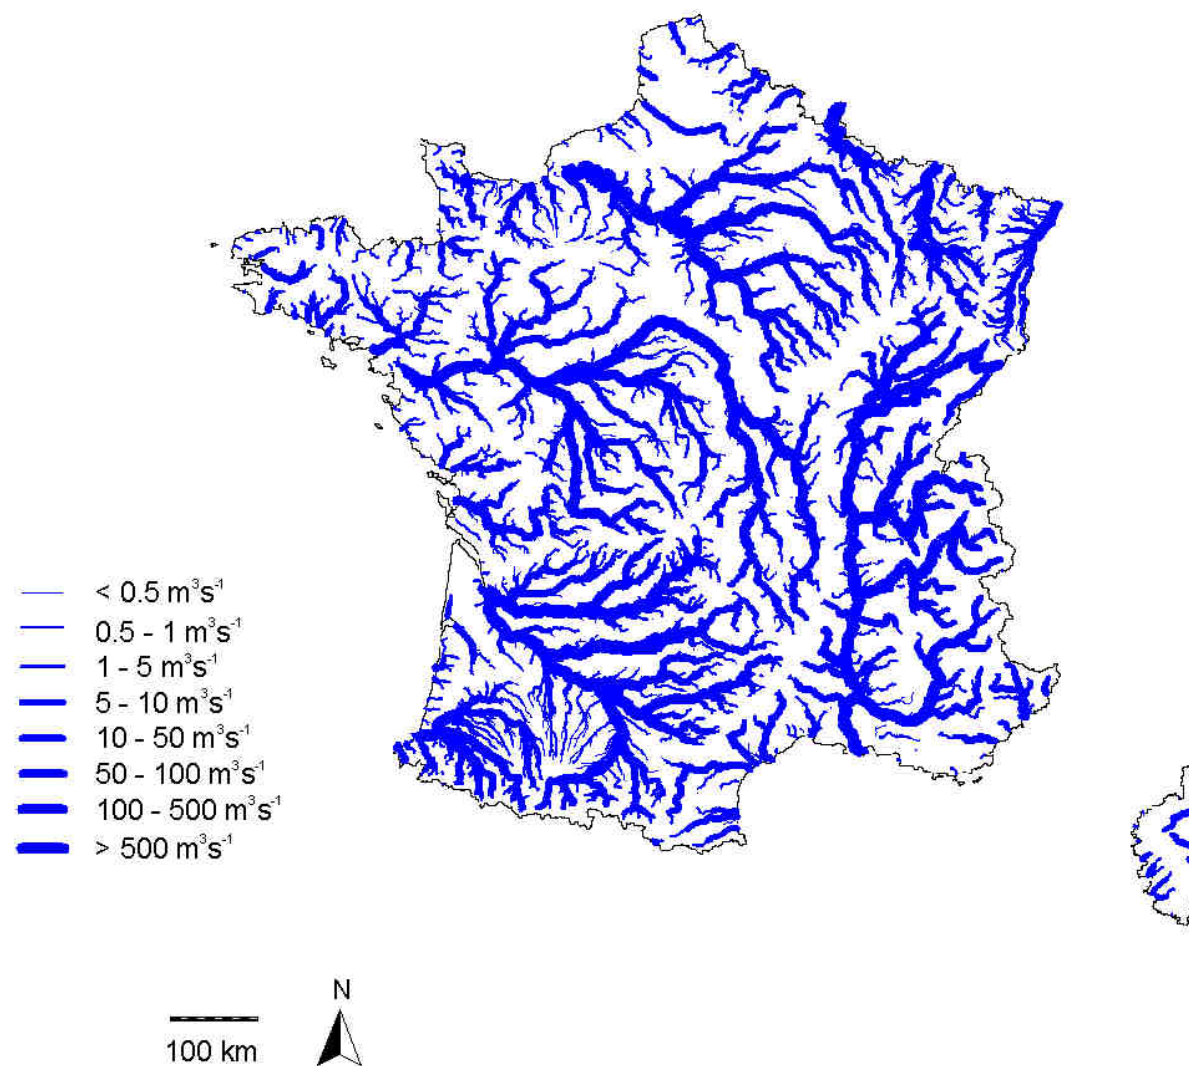 < 0.5 m³s⁻¹
0.5 - 1 m³s⁻¹
1 - 5 m³s⁻¹
5 - 10 m³s⁻¹
10 - 50 m³s⁻¹
50 - 100 m³s⁻¹
100 - 500 m³s⁻¹
> 500 m³s⁻¹
N
100 km